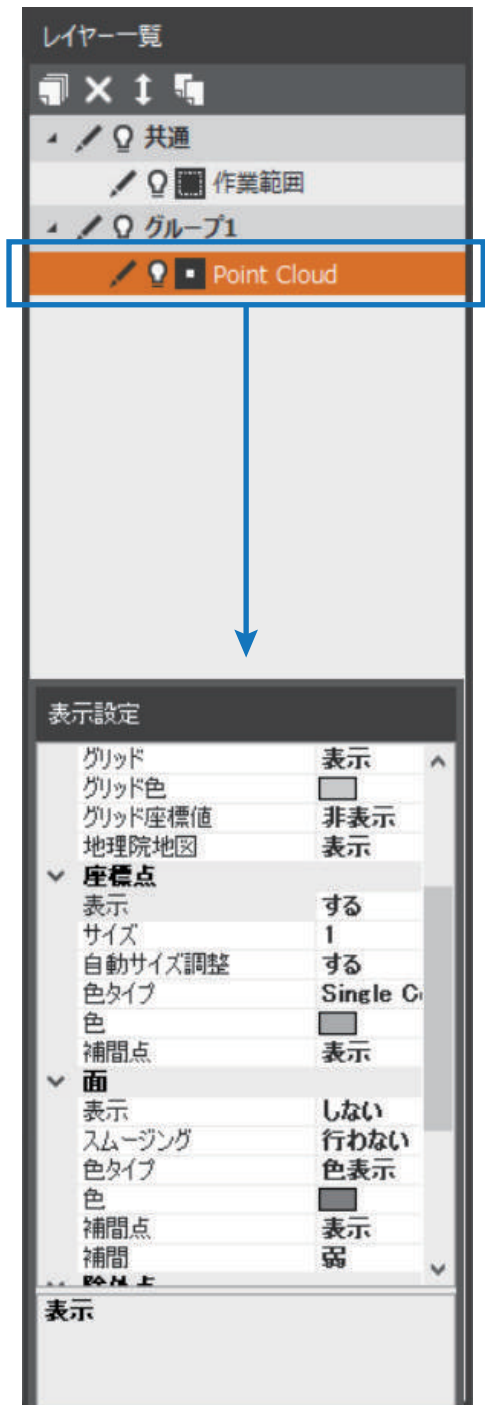 レイヤー一覧
共通
作業範囲
グループ1
Point Cloud
表示設定
グリッド 表示
グリッド色
グリッド座標値 非表示
地理院地図 表示
座標点
表示 する
サイズ 1
自動サイズ調整 する
色タイプ Single
色
補間点 表示
面
表示 しない
スムージング 行わない
色タイプ 色表示
色
補間点 表示
補間 弱
除外点
表示